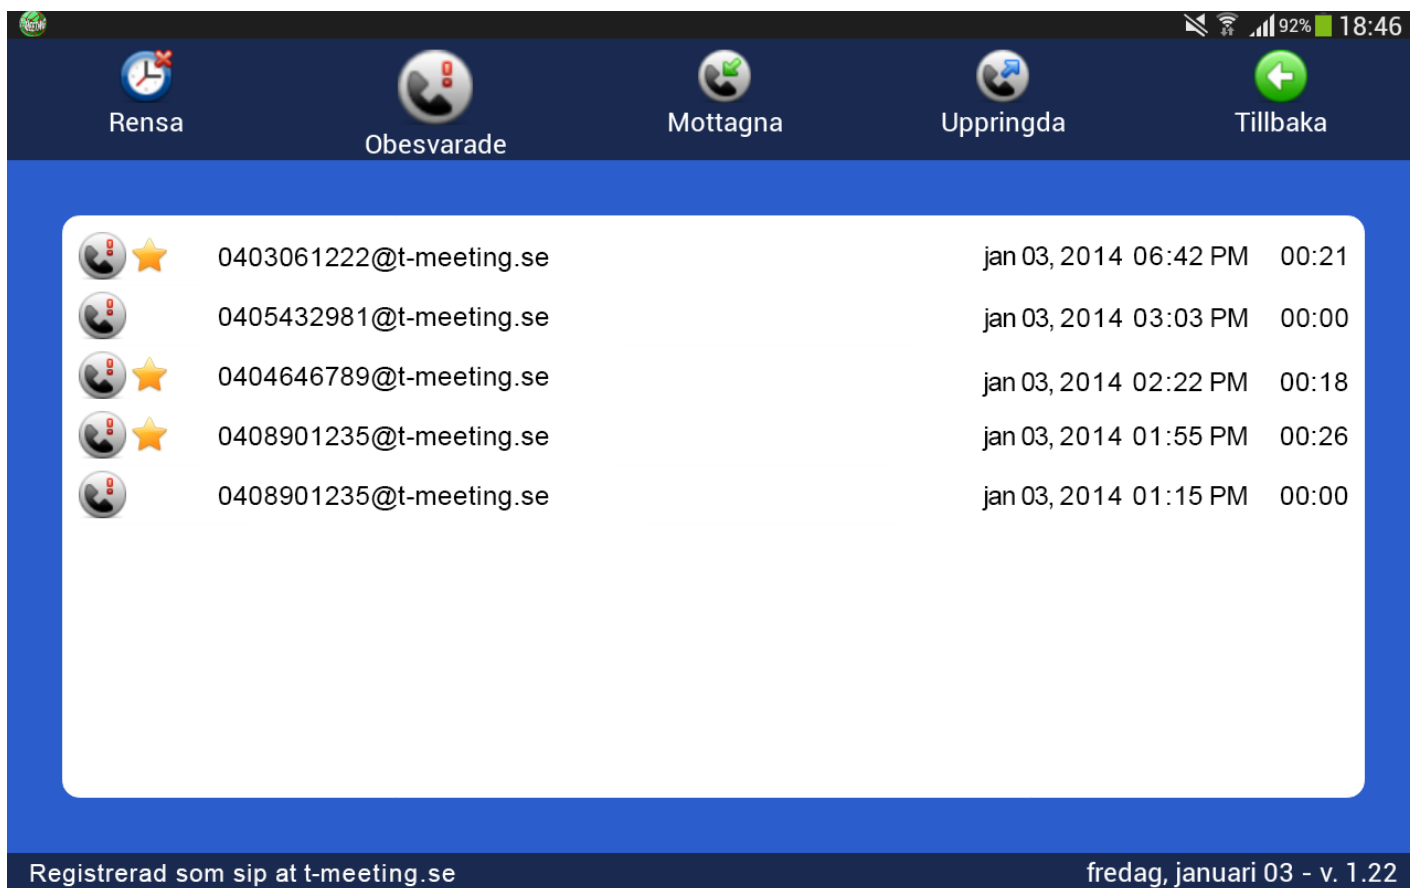 92% 18:46
Rensa Obesvarade Mottagna Uppringda Tillbaka
0403061222@t-meeting.se jan 03, 2014 06:42 PM 00:21
0405432981@t-meeting.se jan 03, 2014 03:03 PM 00:00
0404646789@t-meeting.se jan 03, 2014 02:22 PM 00:18
0408901235@t-meeting.se jan 03, 2014 01:55 PM 00:26
0408901235@t-meeting.se jan 03, 2014 01:15 PM 00:00
Registrerad som sip at t-meeting.se fredag, januari 03 - v. 1.22